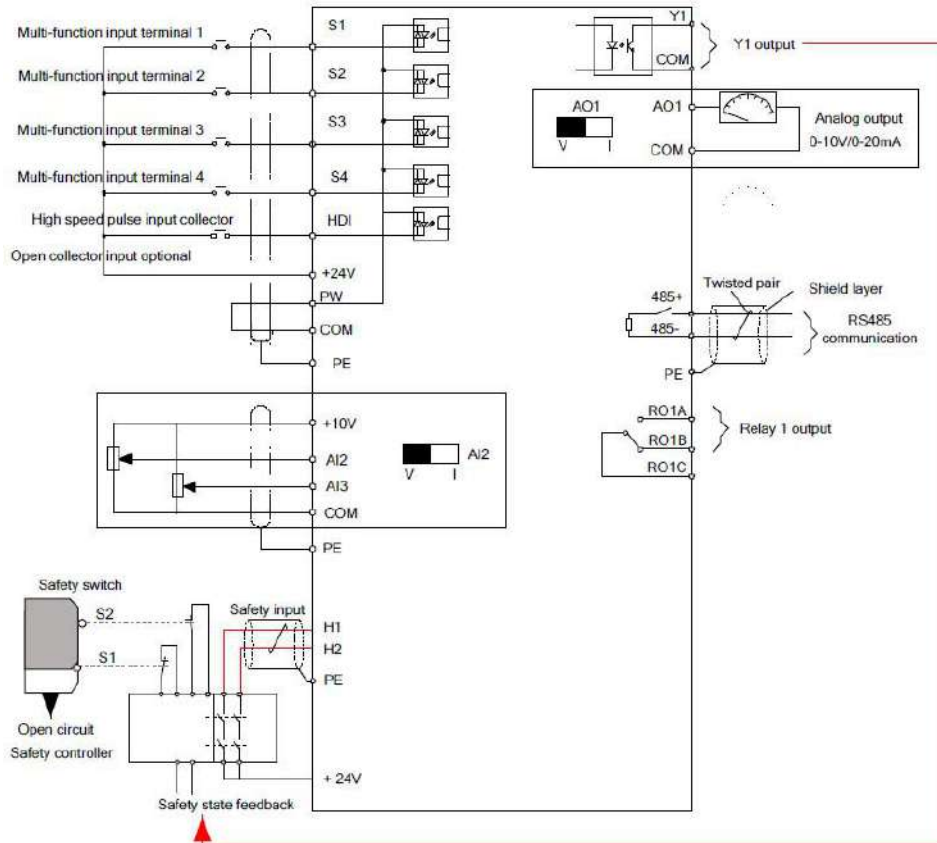 Multi-function input terminal 1
S1
Multi-function input terminal 2
S2
Multi-function input terminal 3
S3
Multi-function input terminal 4
S4
High speed pulse input collector
HDI
Open collector input optional
+24V
PW
COM
PE
+10V
AI2
AI3
COM
PE
AI2
V I
Safety switch
S2
S1
Open circuit
Safety controller
Safety input
H1
H2
PE
+ 24V
Safety state feedback
Y1
COM
Y1 output
AO1
V I
AO1
COM
Analog output
0-10V/0-20mA
Twisted pair
Shield layer
485+
485-
RS485
communication
PE
RO1A
RO1B
RO1C
Relay 1 output